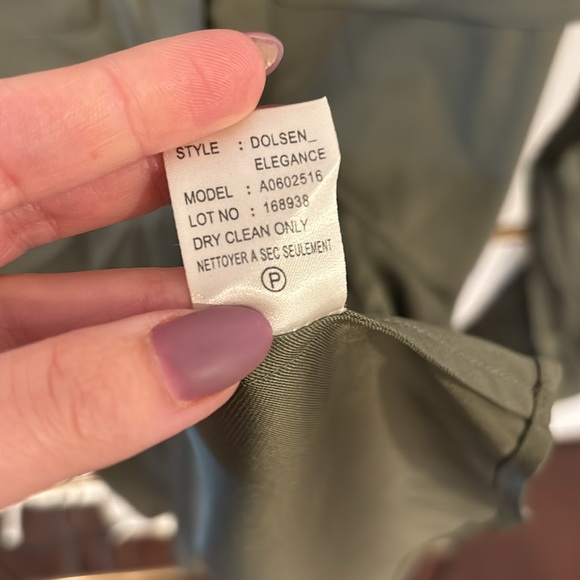 STYLE : DOLSEN_
ELEGANCE
MODEL : A0602516
LOT NO : 168938
DRY CLEAN ONLY
NETTOYER A SEC SEULEMENT
P